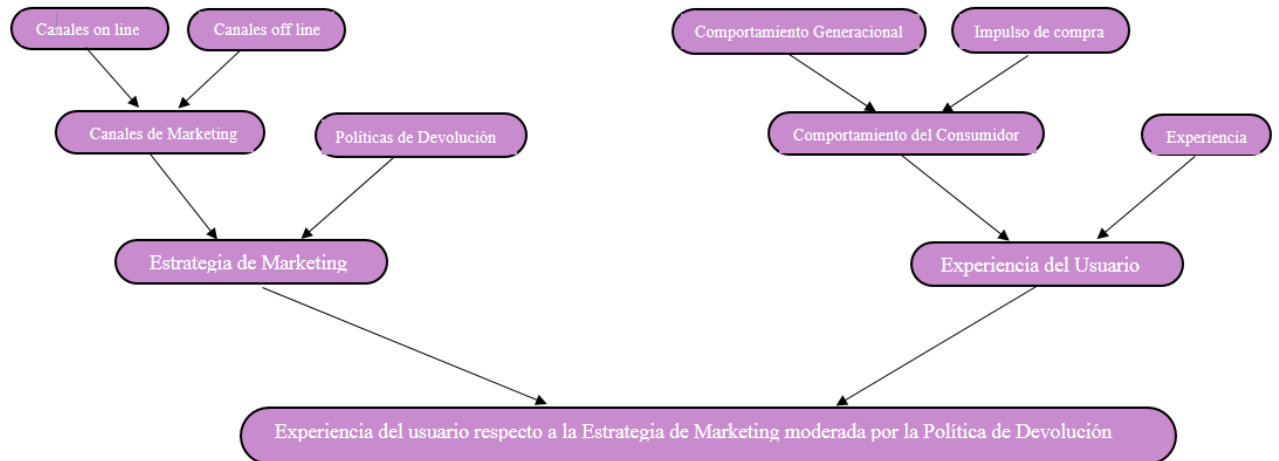 Canales on line
Canales off line
Comportamiento Generacional
Impulso de compra
Canales de Marketing
Políticas de Devolución
Comportamiento del Consumidor
Experiencia
Estrategia de Marketing
Experiencia del Usuario
Experiencia del usuario respecto a la Estrategia de Marketing moderada por la Política de Devolución